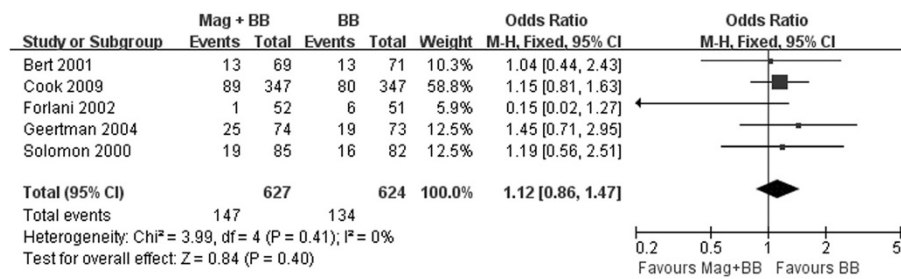 Mag + BB BB Odds Ratio Odds Ratio
Study or Subgroup Events Total Events Total Weight M-H, Fixed, 95% CI M-H, Fixed, 95% CI
Bert 2001 13 69 13 71 10.3% 1.04 [0.44, 2.43]
Cook 2009 89 347 80 347 58.8% 1.15 [0.81, 1.63]
Forlani 2002 1 52 6 51 5.9% 0.15 [0.02, 1.27]
Geertman 2004 25 74 19 73 12.5% 1.45 [0.71, 2.95]
Solomon 2000 19 85 16 82 12.5% 1.19 [0.56, 2.51]
Total (95% CI) 627 624 100.0% 1.12 [0.86, 1.47]
Total events 147 134
Heterogeneity: Chi² = 3.99, df = 4 (P = 0.41); I² = 0%
Test for overall effect: Z = 0.84 (P = 0.40)
0.2 0.5 1 2 5
Favours Mag+BB Favours BB